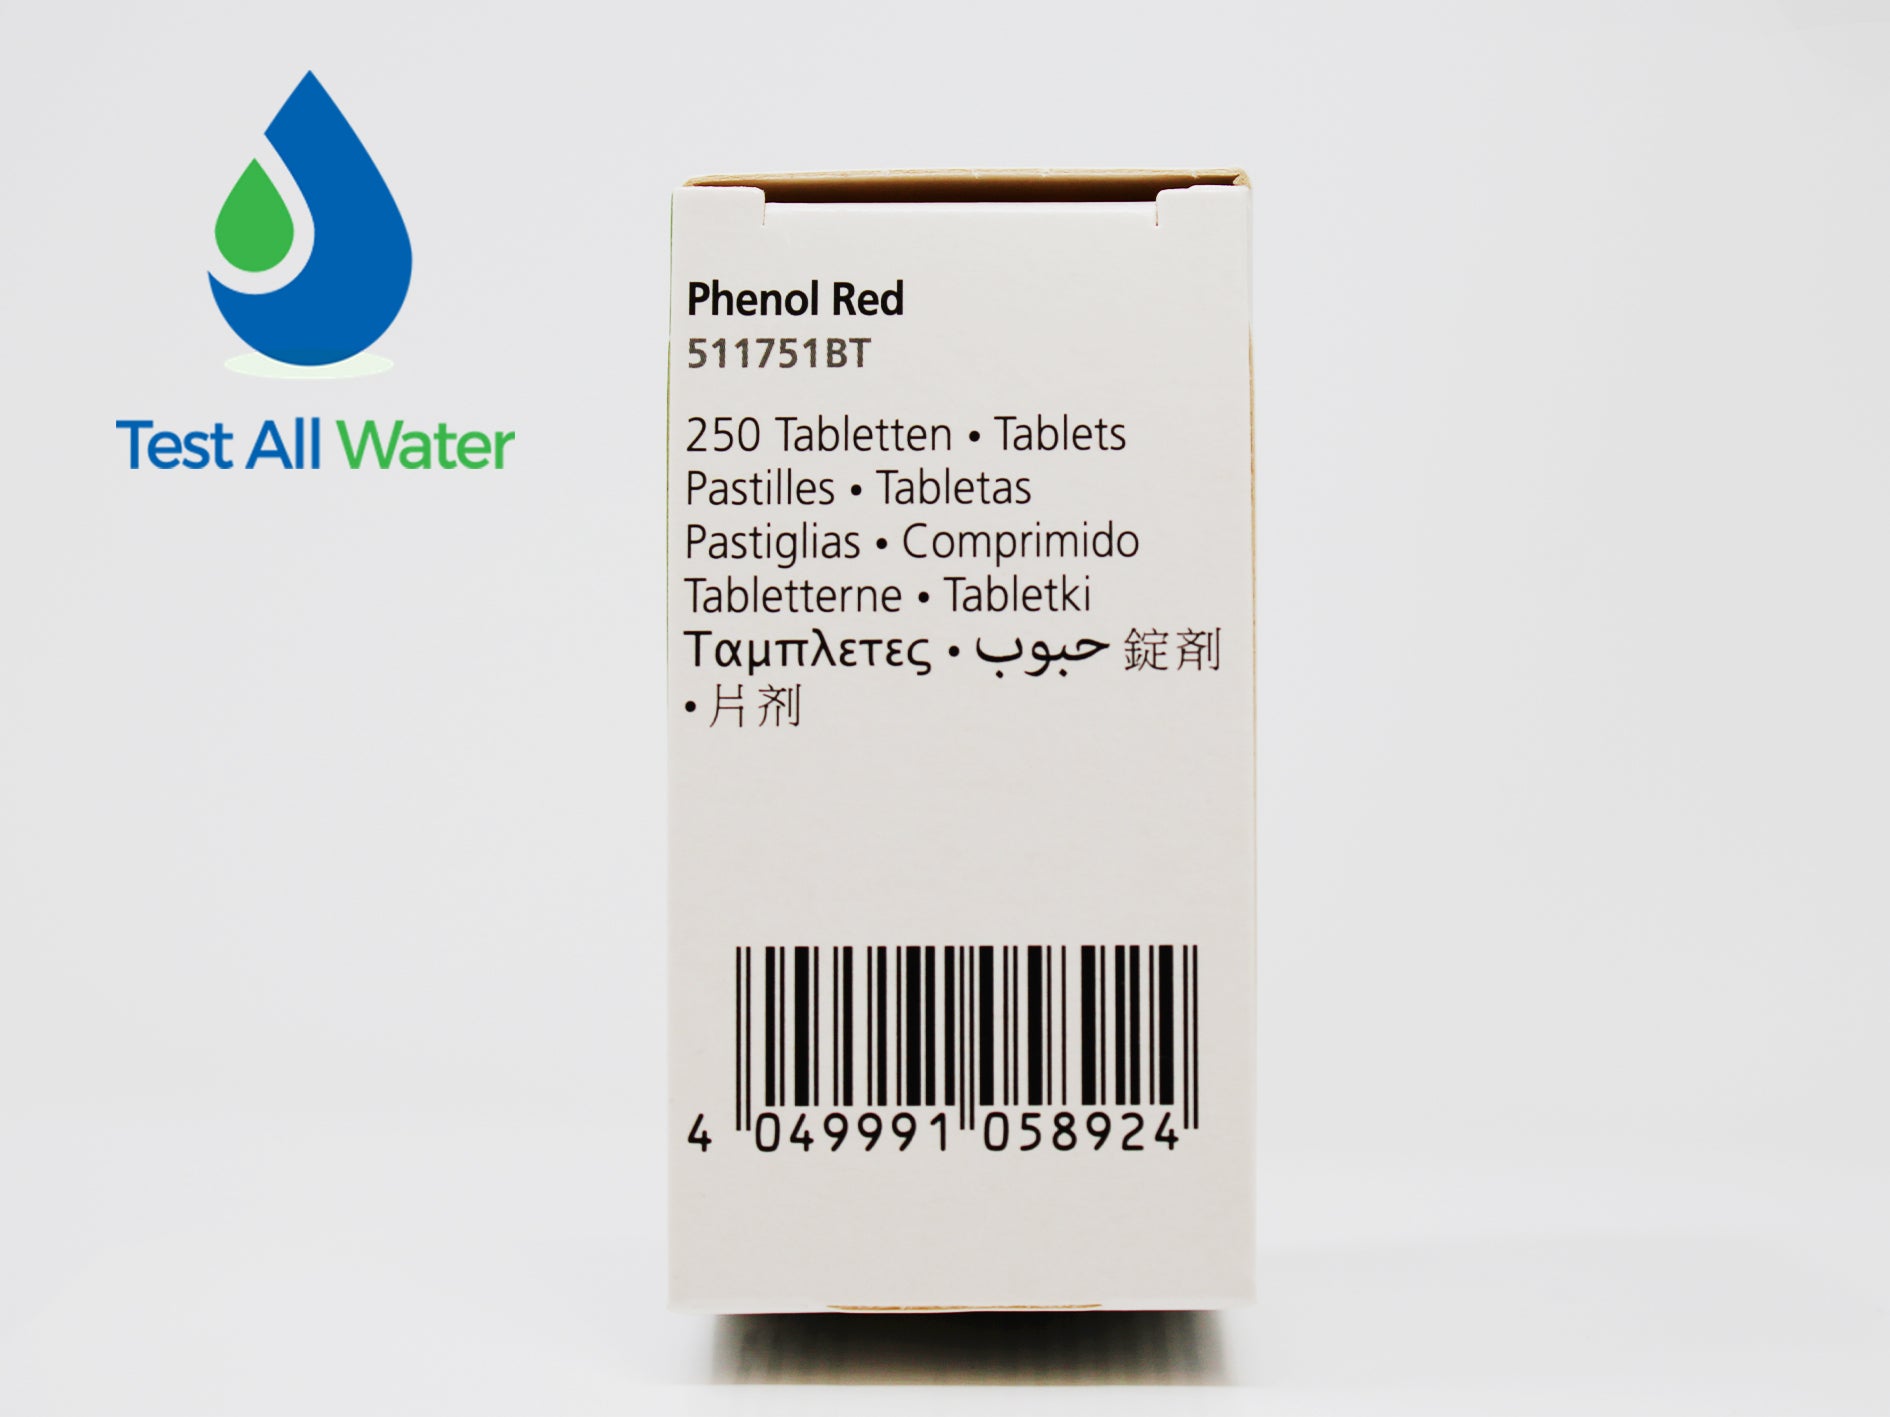 Test All Water
Phenol Red
511751BT
250 Tabletten • Tablets
Pastilles • Tabletas
Pastiglias • Comprimido
Tabletterne • Tabletki
Ταμπλετες • حبوب 錠剤
• 片剂
4 049991 058924